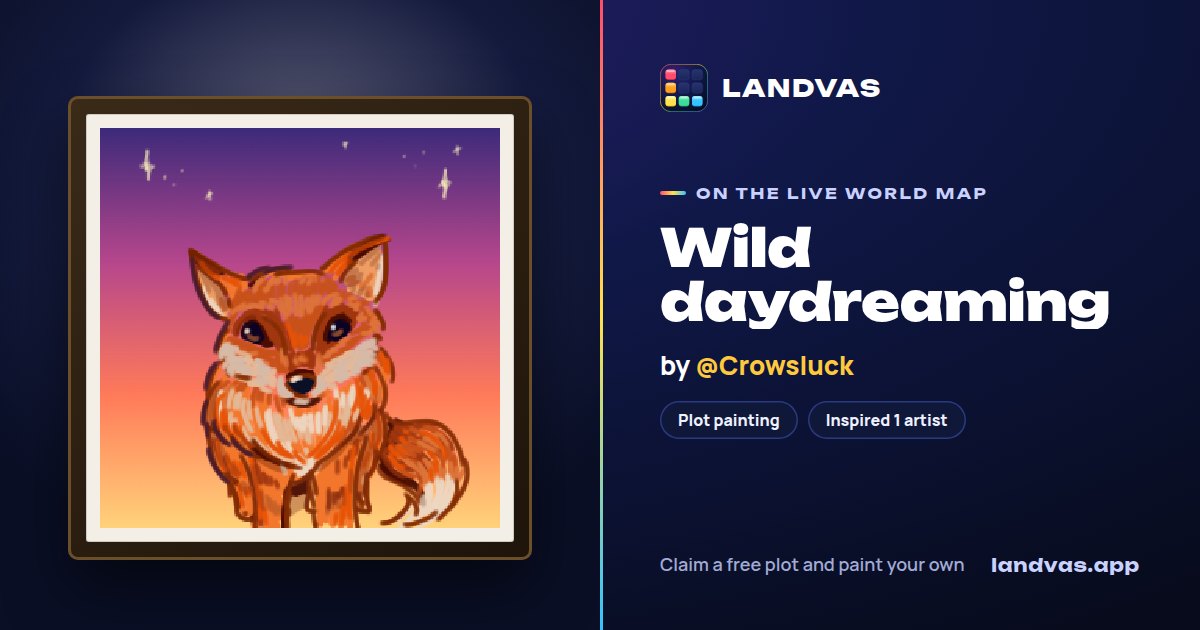 LANDVAS
ON THE LIVE WORLD MAP
Wild
daydreaming
by @Crowsluck
Plot painting
Inspired 1 artist
Claim a free plot and paint your own
landvas.app